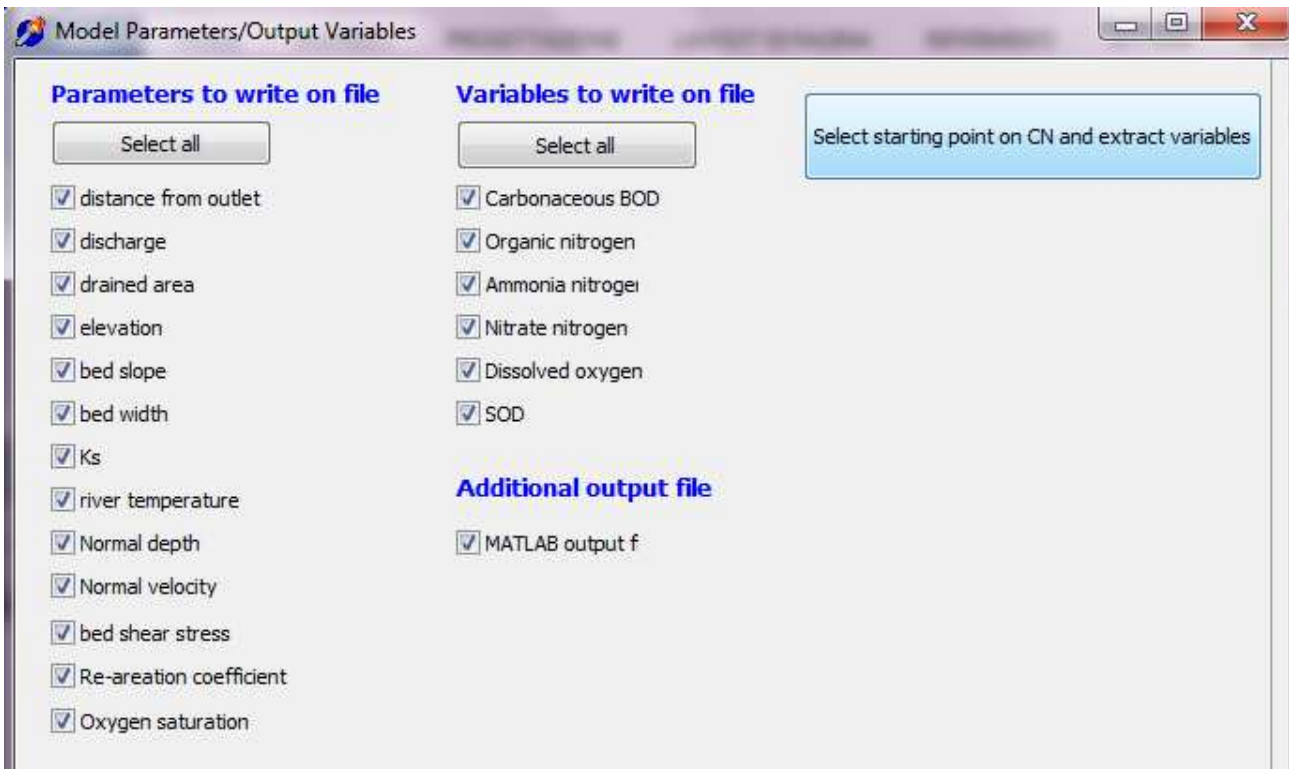 Model Parameters/Output Variables
Parameters to write on file
Select all
distance from outlet
discharge
drained area
elevation
bed slope
bed width
Ks
river temperature
Normal depth
Normal velocity
bed shear stress
Re-areation coefficient
Oxygen saturation
Variables to write on file
Select all
Carbonaceous BOD
Organic nitrogen
Ammonia nitroger
Nitrate nitrogen
Dissolved oxygen
SOD
Additional output file
MATLAB output f
Select starting point on CN and extract variables